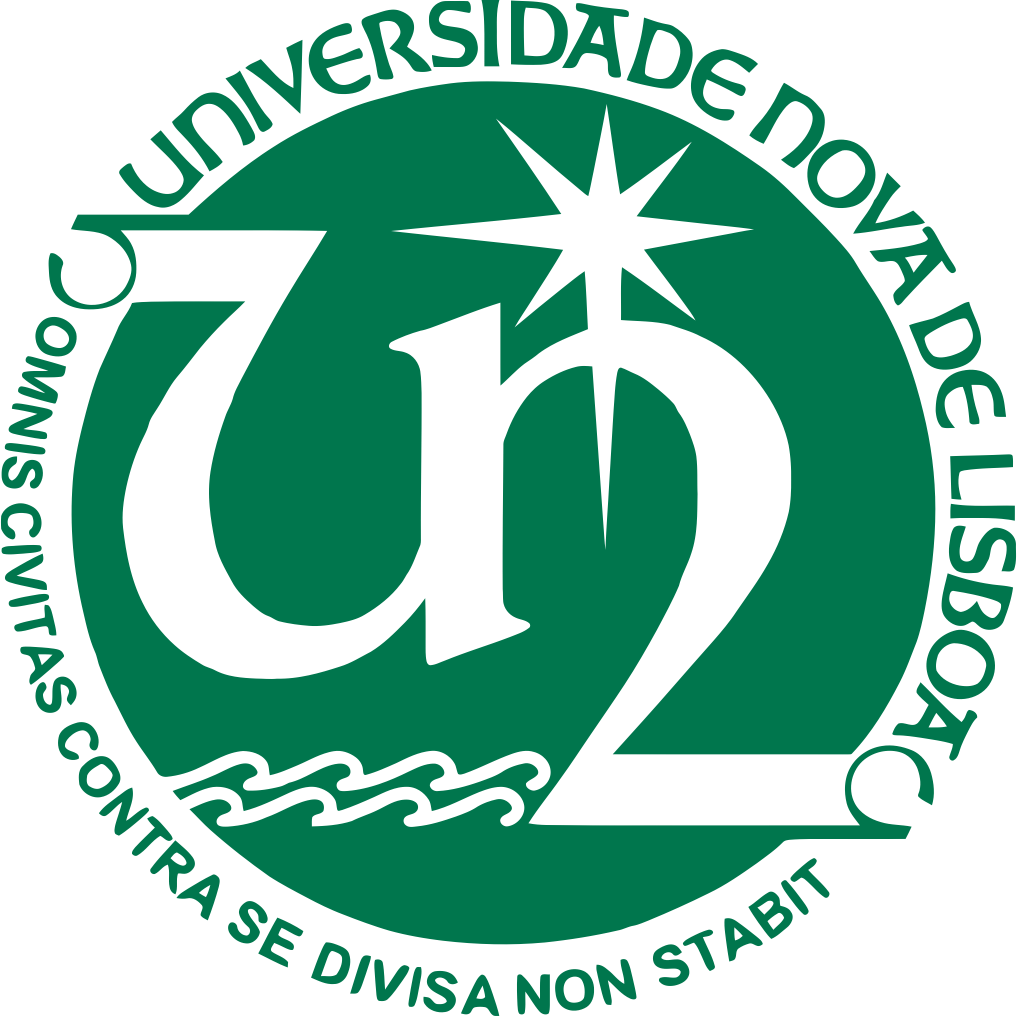 UNIVERSIDADE NOVA DE LISBOA
OMNIS CIVITAS CONTRA SE DIVISA NON STABIT